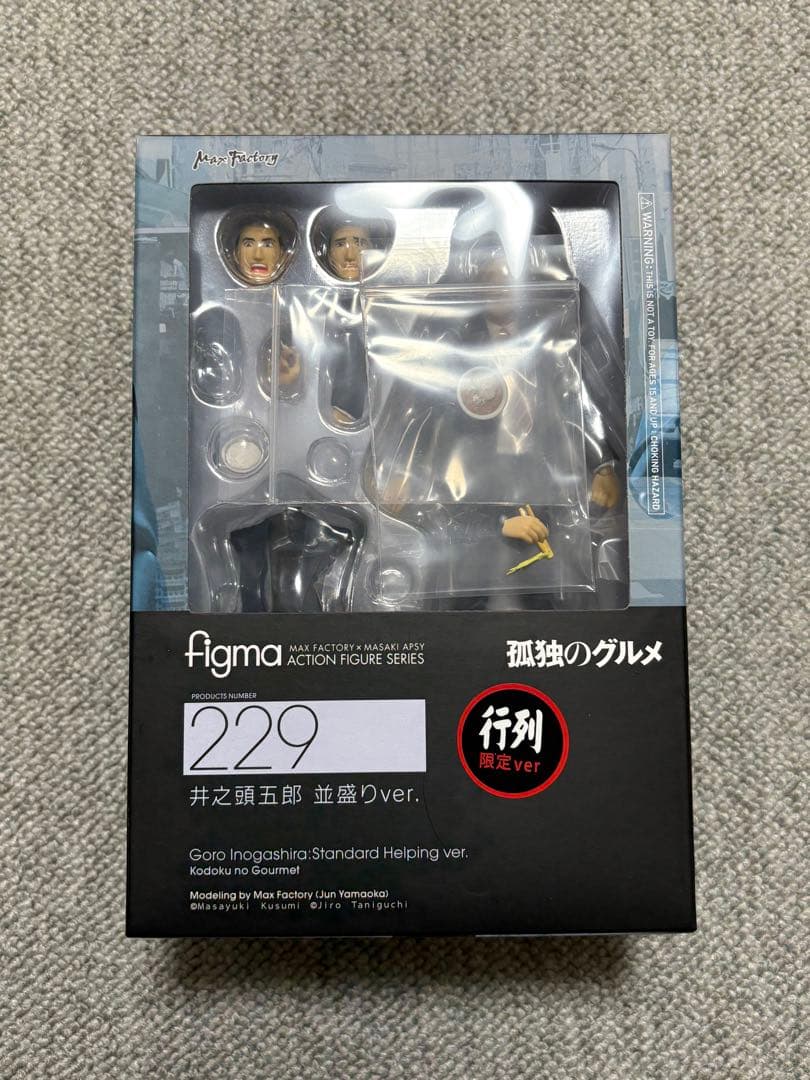 Max Factory
⚠ WARNING : THIS IS NOT A TOY. FOR AGES 15 AND UP : CHOKING HAZARD
figma
MAX FACTORY × MASAKI APSY
ACTION FIGURE SERIES
孤独のグルメ
PRODUCTS NUMBER
229
行列
限定ver
井之頭五郎 並盛りver.
Goro Inogashira:Standard Helping ver.
Kodoku no Gourmet
Modeling by Max Factory (Jun Yamaoka)
©Masayuki Kusumi ©Jiro Taniguchi